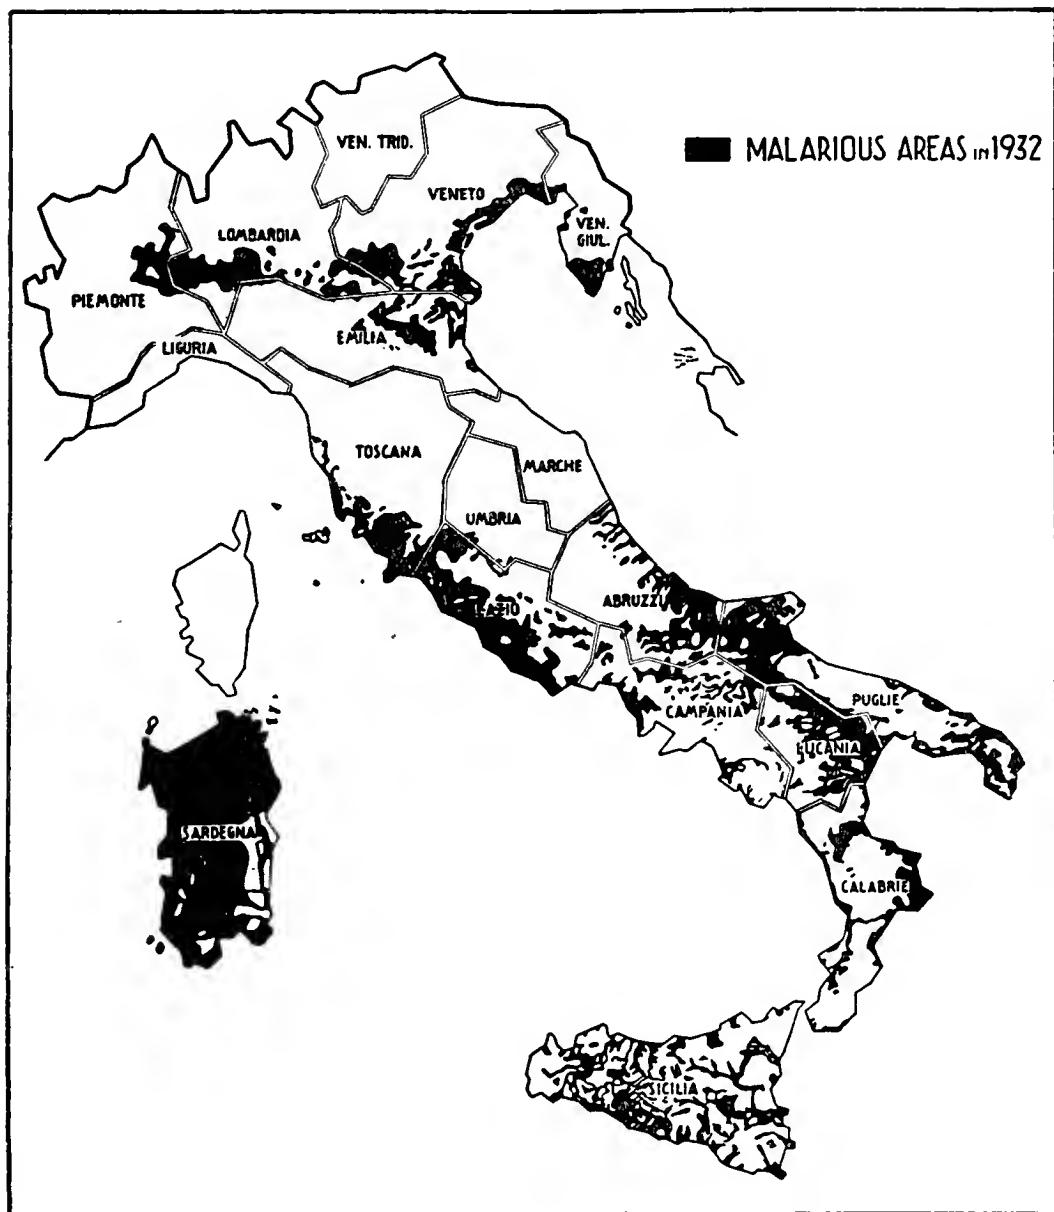 MALARIOUS AREAS in 1932
VEN. TRID.
VENETO
VEN.
GIUL.
LOMBARDIA
PIEMONTE
EMILIA
LIGURIA
TOSCANA
MARCHE
UMBRIA
ABRUZZI
LAZIO
PUGLIE
CAMPANIA
LUCANIA
SARDEGNA
CALABRIE
SICILIA